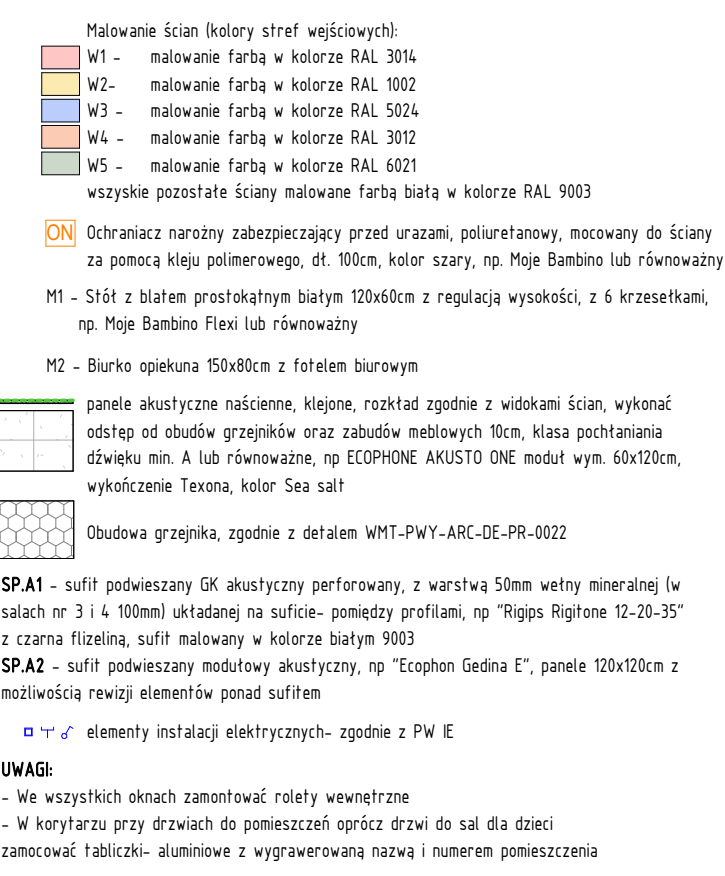 Malowanie ścian (kolory stref wejściowych):
W1 - malowanie farbą w kolorze RAL 3014
W2- malowanie farbą w kolorze RAL 1002
W3 - malowanie farbą w kolorze RAL 5024
W4 - malowanie farbą w kolorze RAL 3012
W5 - malowanie farbą w kolorze RAL 6021
wszyskie pozostałe ściany malowane farbą białą w kolorze RAL 9003
ON Ochraniacz narożny zabezpieczający przed urazami, poliuretanowy, mocowany do ściany
za pomocą kleju polimerowego, dł. 100cm, kolor szary, np. Moje Bambino lub równoważny
M1 - Stół z blatem prostokątnym białym 120x60cm z regulacją wysokości, z 6 krzesełkami,
np. Moje Bambino Flexi lub równoważny
M2 - Biurko opiekuna 150x80cm z fotelem biurowym
panele akustyczne naścienne, klejone, rozkład zgodnie z widokami ścian, wykonać
odstęp od obudów grzejników oraz zabudów meblowych 10cm, klasa pochłaniania
dźwięku min. A lub równoważne, np ECOPHONE AKUSTO ONE moduł wym. 60x120cm,
wykończenie Texona, kolor Sea salt
Obudowa grzejnika, zgodnie z detalem WMT-PWY-ARC-DE-PR-0022
SP.A1 - sufit podwieszany GK akustyczny perforowany, z warstwą 50mm wełny mineralnej (w
salach nr 3 i 4 100mm) układanej na suficie- pomiędzy profilami, np "Rigips Rigitone 12-20-35"
z czarna flizeliną, sufit malowany w kolorze białym 9003
SP.A2 - sufit podwieszany modułowy akustyczny, np "Ecophon Gedina E", panele 120x120cm z
możliwością rewizji elementów ponad sufitem
elementy instalacji elektrycznych- zgodnie z PW IE
UWAGI:
- We wszystkich oknach zamontować rolety wewnętrzne
- W korytarzu przy drzwiach do pomieszczeń oprócz drzwi do sal dla dzieci
zamocować tabliczki- aluminiowe z wygrawerowaną nazwą i numerem pomieszczenia